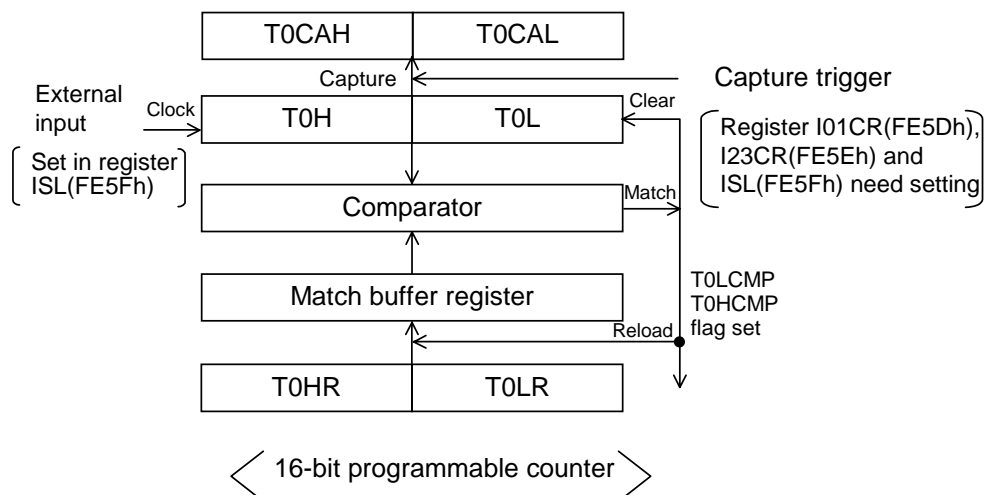 T0CAH T0CAL
Capture
Capture trigger
External
input
Clock
T0H T0L
Clear
Register I01CR(FE5Dh),
I23CR(FE5Eh) and
ISL(FE5Fh) need setting
Set in register
ISL(FE5Fh)
Comparator
Match
Match buffer register
T0LCMP
T0HCMP
flag set
Reload
T0HR T0LR
16-bit programmable counter